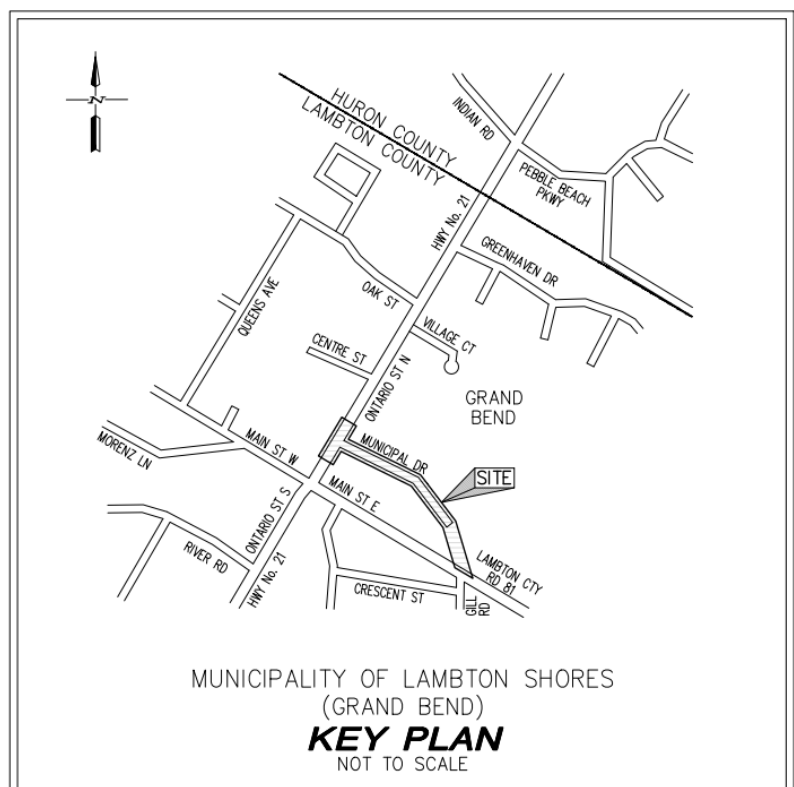 N
HURON COUNTY
LAMBTON COUNTY
INDIAN RD
PEBBLE BEACH
PKWY
HWY No. 21
GREENHAVEN DR
QUEENS AVE
OAK ST
VILLAGE CT
CENTRE ST
ONTARIO ST N
GRAND
BEND
MUNICIPAL DR
MAIN ST W
MORENZ LN
SITE
MAIN ST E
ONTARIO ST S
RIVER RD
HWY No. 21
LAMBTON CTY
RD 81
CRESCENT ST
GILL
RD
MUNICIPALITY OF LAMBTON SHORES
(GRAND BEND)
KEY PLAN
NOT TO SCALE